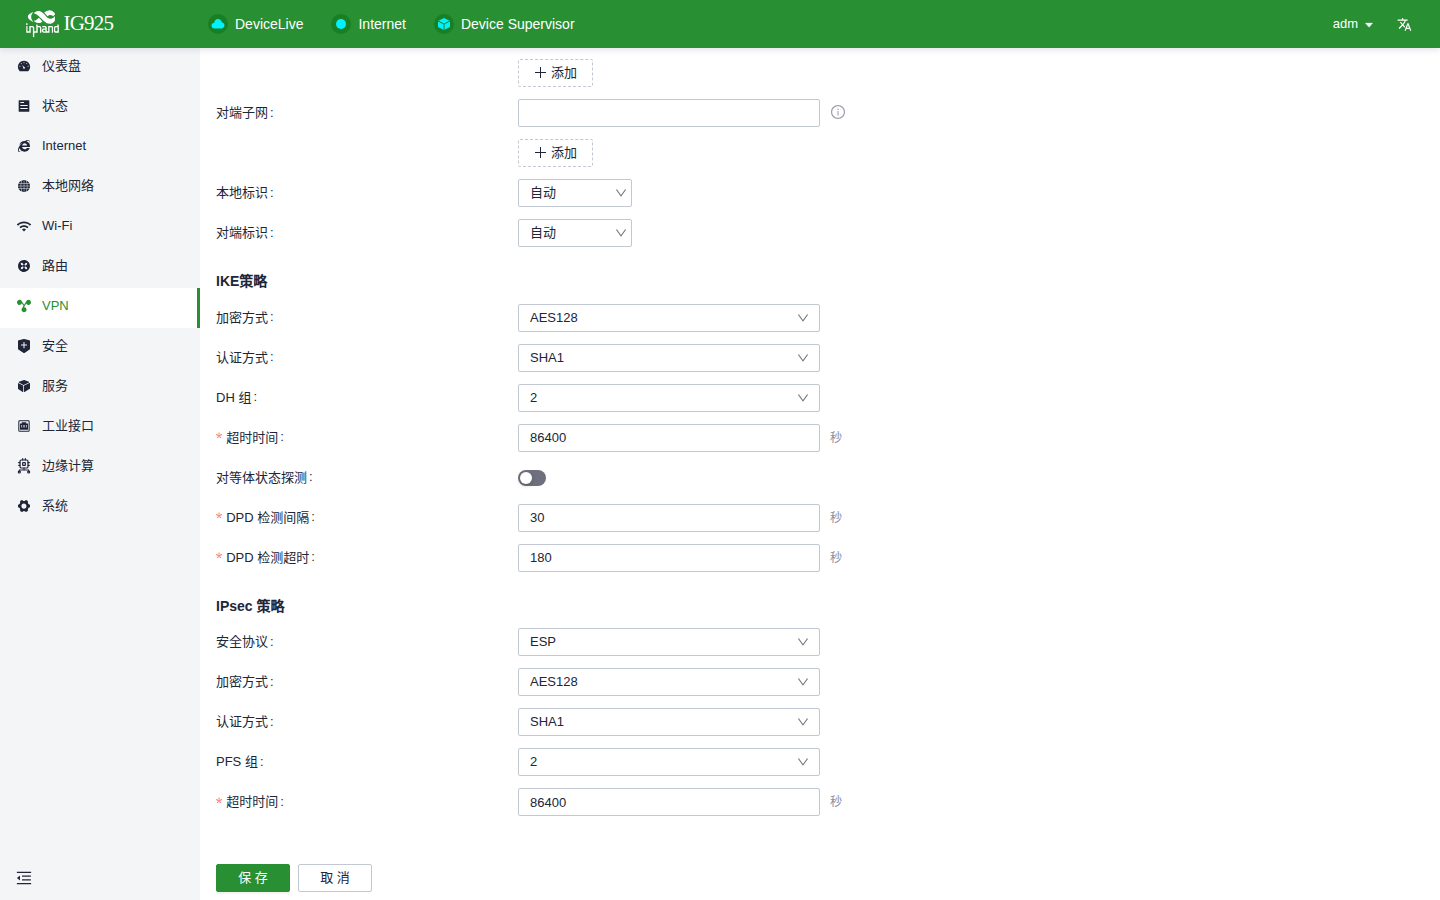 inhand IG925
DeviceLive
Internet
Device Supervisor
adm
仪表盘
状态
Internet
本地网络
Wi-Fi
路由
VPN
安全
服务
工业接口
边缘计算
系统
添加
对端子网:
添加
本地标识: 自动
对端标识: 自动
IKE策略
加密方式: AES128
认证方式: SHA1
DH 组: 2
* 超时时间: 86400 秒
对等体状态探测:
* DPD 检测间隔: 30 秒
* DPD 检测超时: 180 秒
IPsec 策略
安全协议: ESP
加密方式: AES128
认证方式: SHA1
PFS 组: 2
* 超时时间: 86400 秒
保 存
取 消